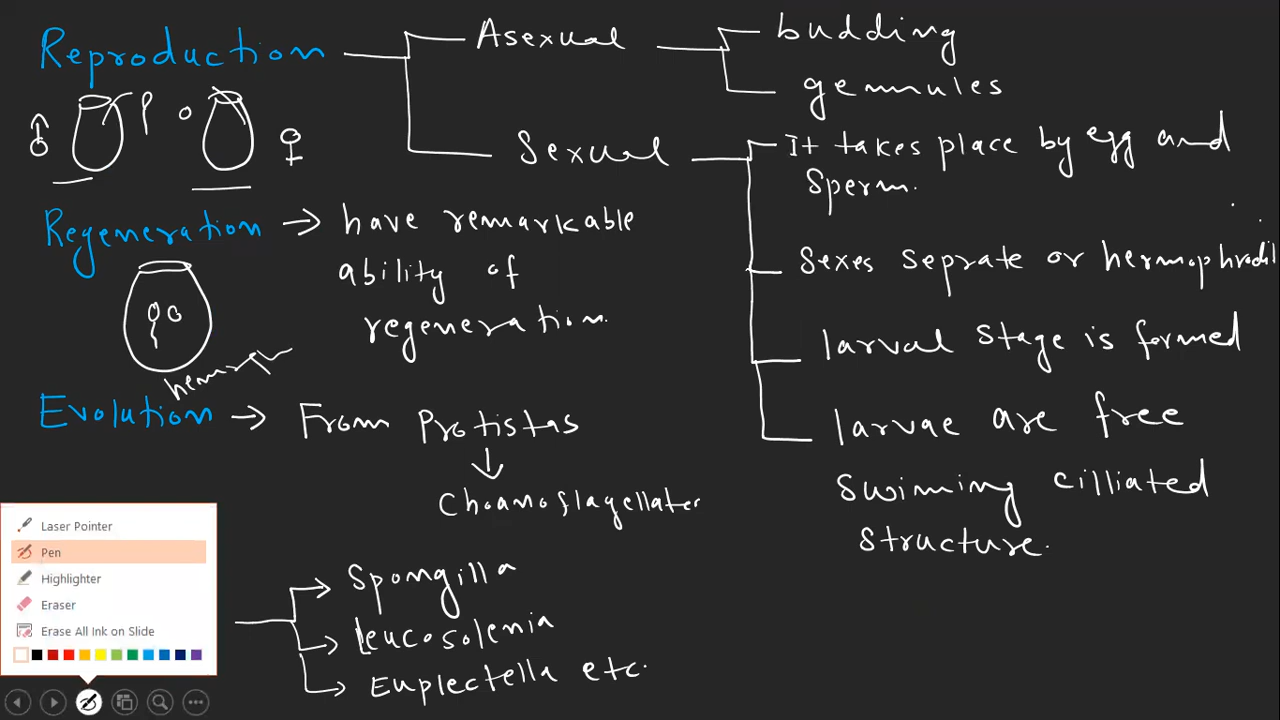 Reproduction
Asexual
budding
gemmules
Sexual
It takes place by egg and
Sperm.
Sexes seprate or hermophrodil
larval stage is formed
larvae are free
swiming cilliated
structure.
Regeneration → have remarkable
ability of
regeneration.
Evolution → From Protistas
Choanoflagellater
Spongilla
Leucosolenia
Euplectella etc.
Laser Pointer
Pen
Highlighter
Eraser
Erase All Ink on Slide